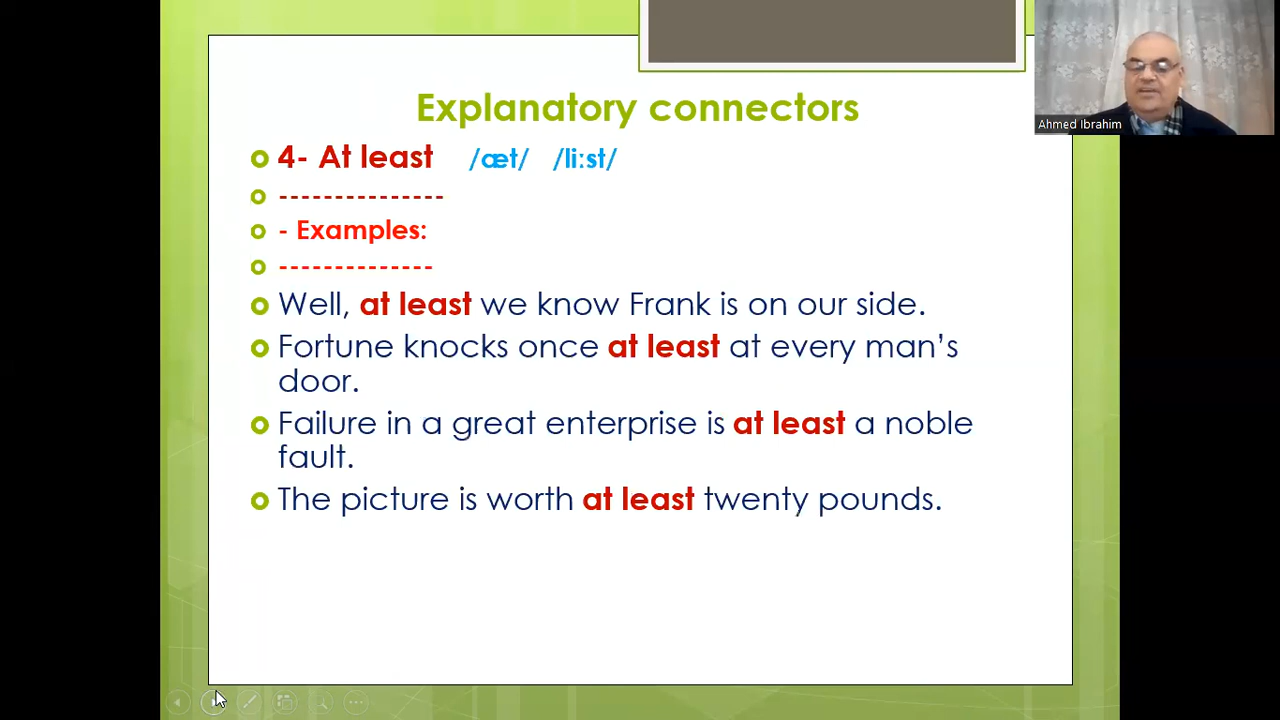 Explanatory connectors
4- At least /æt/ /li:st/
---------------
- Examples:
--------------
Well, at least we know Frank is on our side.
Fortune knocks once at least at every man’s
door.
Failure in a great enterprise is at least a noble
fault.
The picture is worth at least twenty pounds.
Ahmed Ibrahim